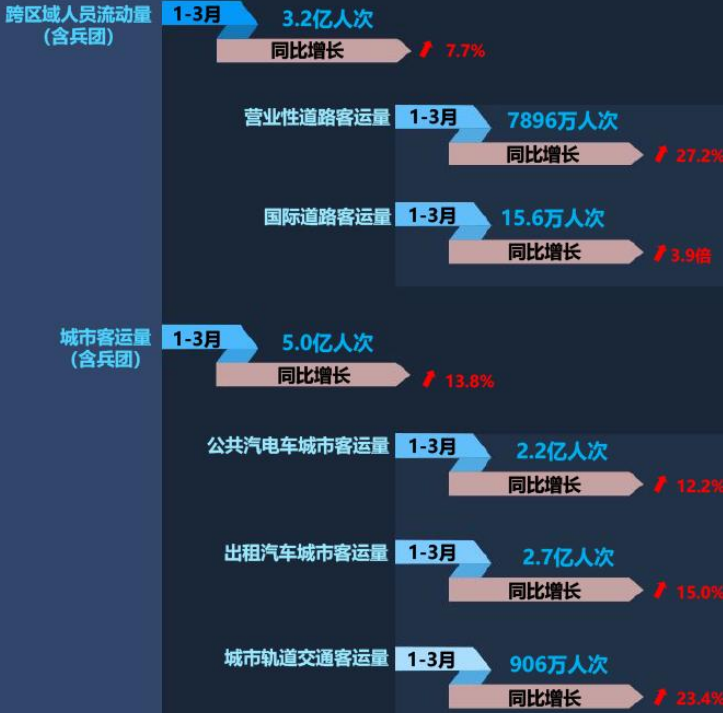 跨区域人员流动量
(含兵团)
1-3月
3.2亿人次
同比增长
7.7%
营业性道路客运量
1-3月
7896万人次
同比增长
27.2%
国际道路客运量
1-3月
15.6万人次
同比增长
3.9倍
城市客运量
(含兵团)
1-3月
5.0亿人次
同比增长
13.8%
公共汽电车城市客运量
1-3月
2.2亿人次
同比增长
12.2%
出租汽车城市客运量
1-3月
2.7亿人次
同比增长
15.0%
城市轨道交通客运量
1-3月
906万人次
同比增长
23.4%